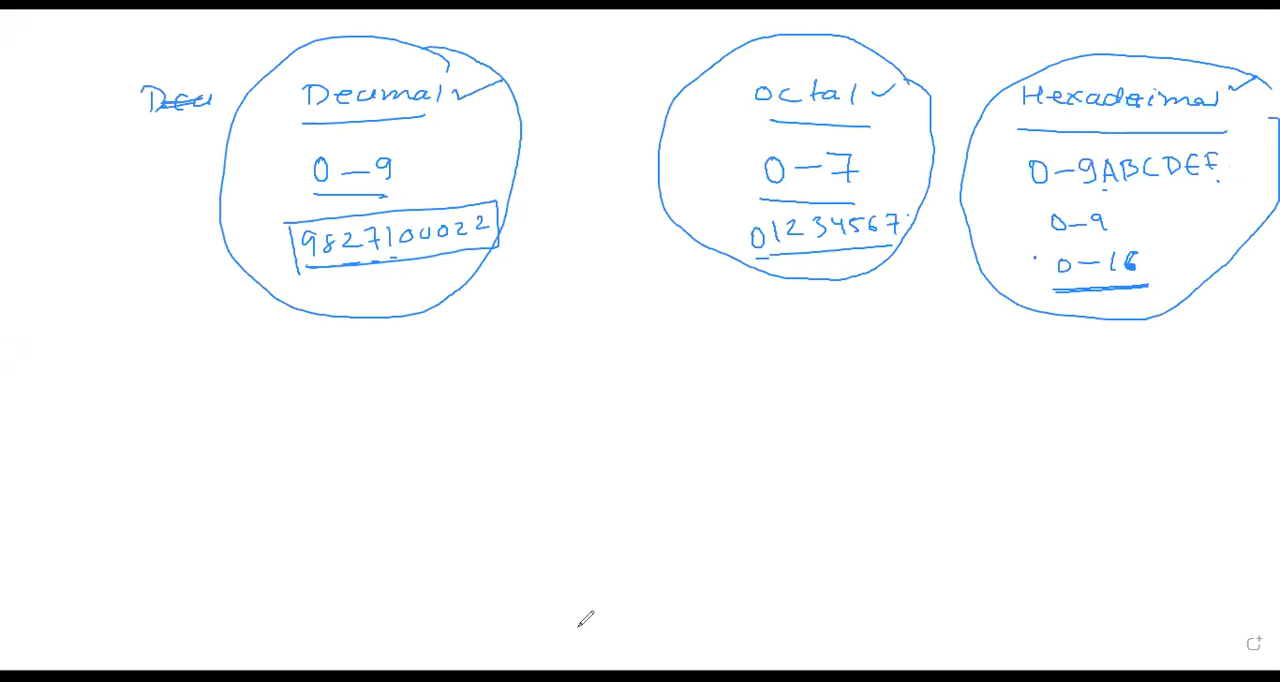 Decimal
0-9
9827100022
octal
0-7
01234567
Hexadecimal
0-9ABCDEF
0-9
0-16